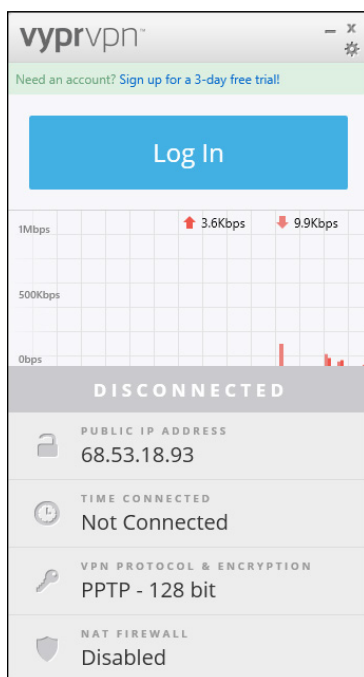 vyprvpn™
Need an account? Sign up for a 3-day free trial!
Log In
1Mbps 3.6Kbps 9.9Kbps
500Kbps
0bps
DISCONNECTED
PUBLIC IP ADDRESS
68.53.18.93
TIME CONNECTED
Not Connected
VPN PROTOCOL & ENCRYPTION
PPTP - 128 bit
NAT FIREWALL
Disabled